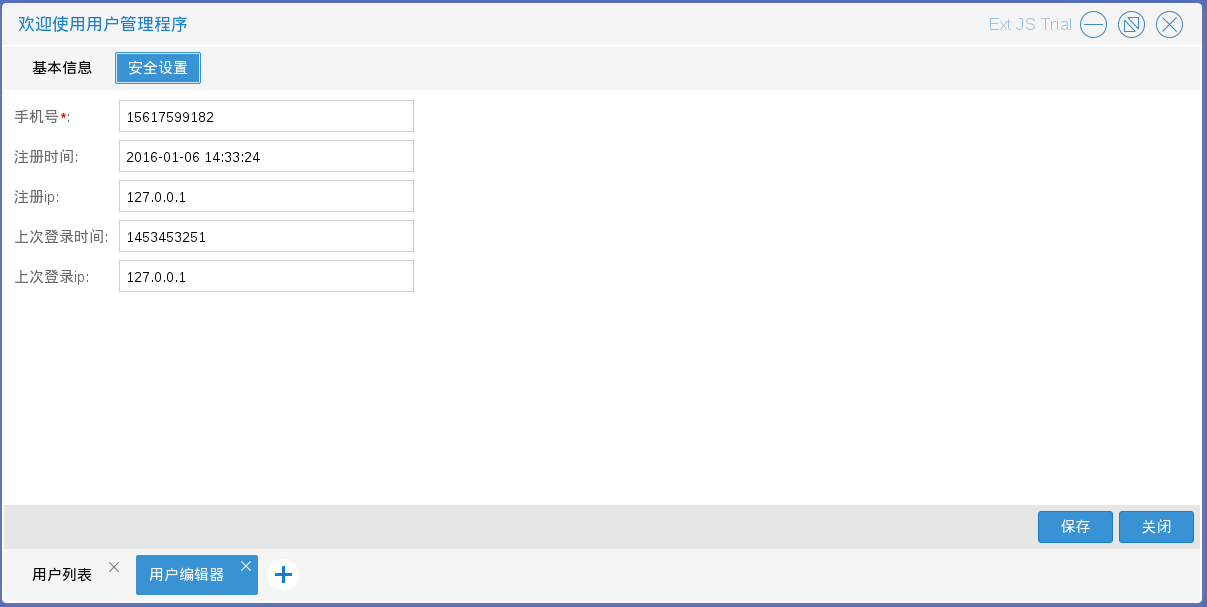 欢迎使用用户管理程序 Ext JS Trial
基本信息 安全设置
手机号*: 15617599182
注册时间: 2016-01-06 14:33:24
注册ip: 127.0.0.1
上次登录时间: 1453453251
上次登录ip: 127.0.0.1
保存 关闭
用户列表 用户编辑器